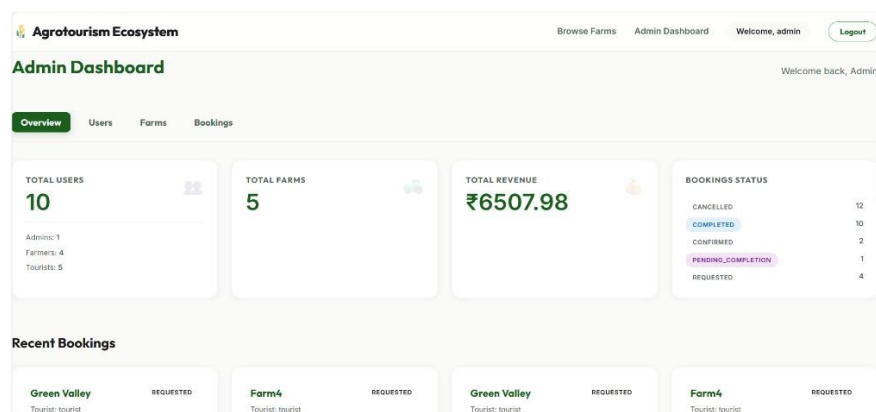 Agrotourism Ecosystem
Browse Farms Admin Dashboard Welcome, admin Logout
Admin Dashboard
Welcome back, Admin
Overview Users Farms Bookings
TOTAL USERS
10
Admins: 1
Farmers: 4
Tourists: 5
TOTAL FARMS
5
TOTAL REVENUE
₹6507.98
BOOKINGS STATUS
CANCELLED 12
COMPLETED 10
CONFIRMED 2
PENDING_COMPLETION 1
REQUESTED 4
Recent Bookings
Green Valley REQUESTED
Tourist: tourist
Farm4 REQUESTED
Tourist: tourist
Green Valley REQUESTED
Tourist: tourist
Farm4 REQUESTED
Tourist: tourist